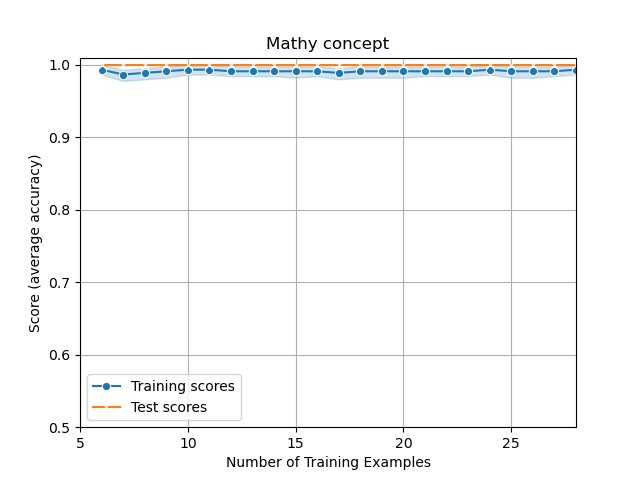 Mathy concept
1.0
0.9
0.8
0.7
0.6
0.5
Score (average accuracy)
Training scores
Test scores
5
10
15
20
25
Number of Training Examples